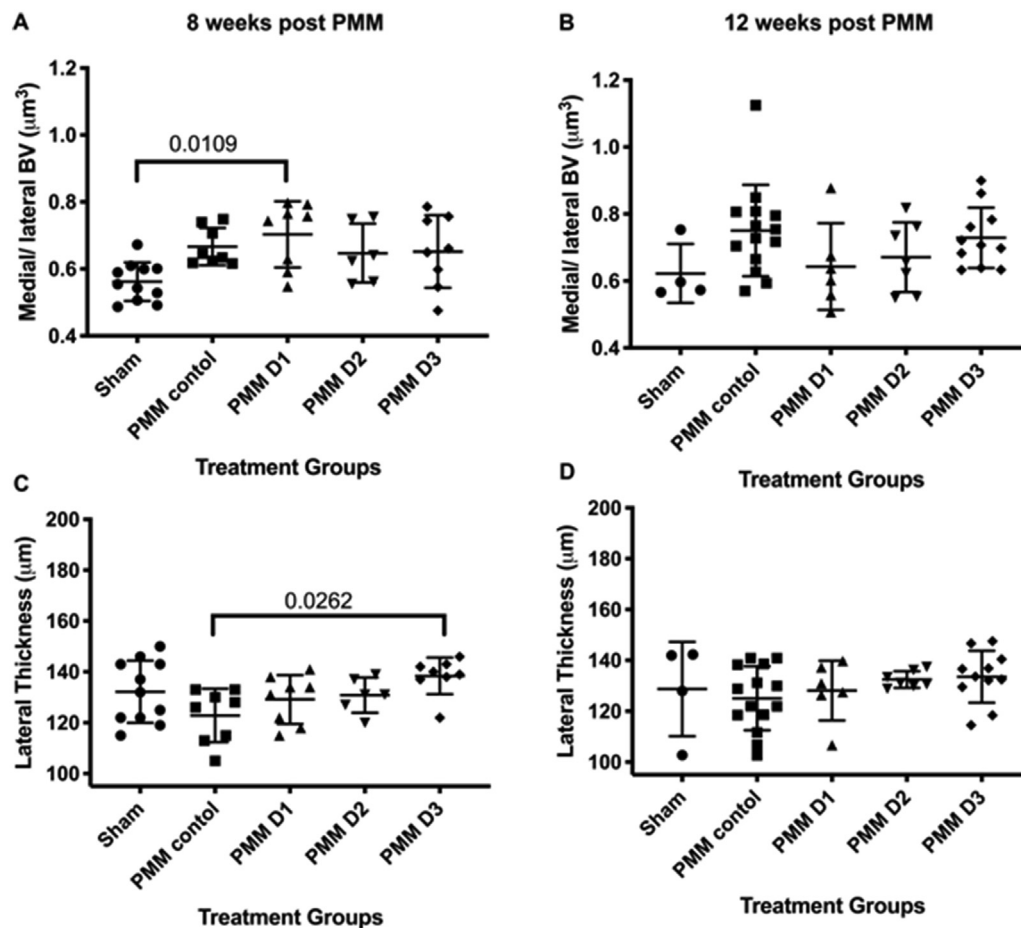 A
8 weeks post PMM
Medial/ lateral BV (μm³)
1.2
1.0
0.8
0.6
0.4
0.0109
Sham
PMM contol
PMM D1
PMM D2
PMM D3
Treatment Groups
B
12 weeks post PMM
Medial/ lateral BV (μm³)
1.2
1.0
0.8
0.6
0.4
Sham
PMM contol
PMM D1
PMM D2
PMM D3
Treatment Groups
C
Lateral Thickness (μm)
200
180
160
140
120
100
0.0262
Sham
PMM contol
PMM D1
PMM D2
PMM D3
Treatment Groups
D
Lateral Thickness (μm)
200
180
160
140
120
100
Sham
PMM contol
PMM D1
PMM D2
PMM D3
Treatment Groups